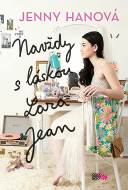 JENNY HANOVÁ
Navždy
s láskou,
Lara
Jean